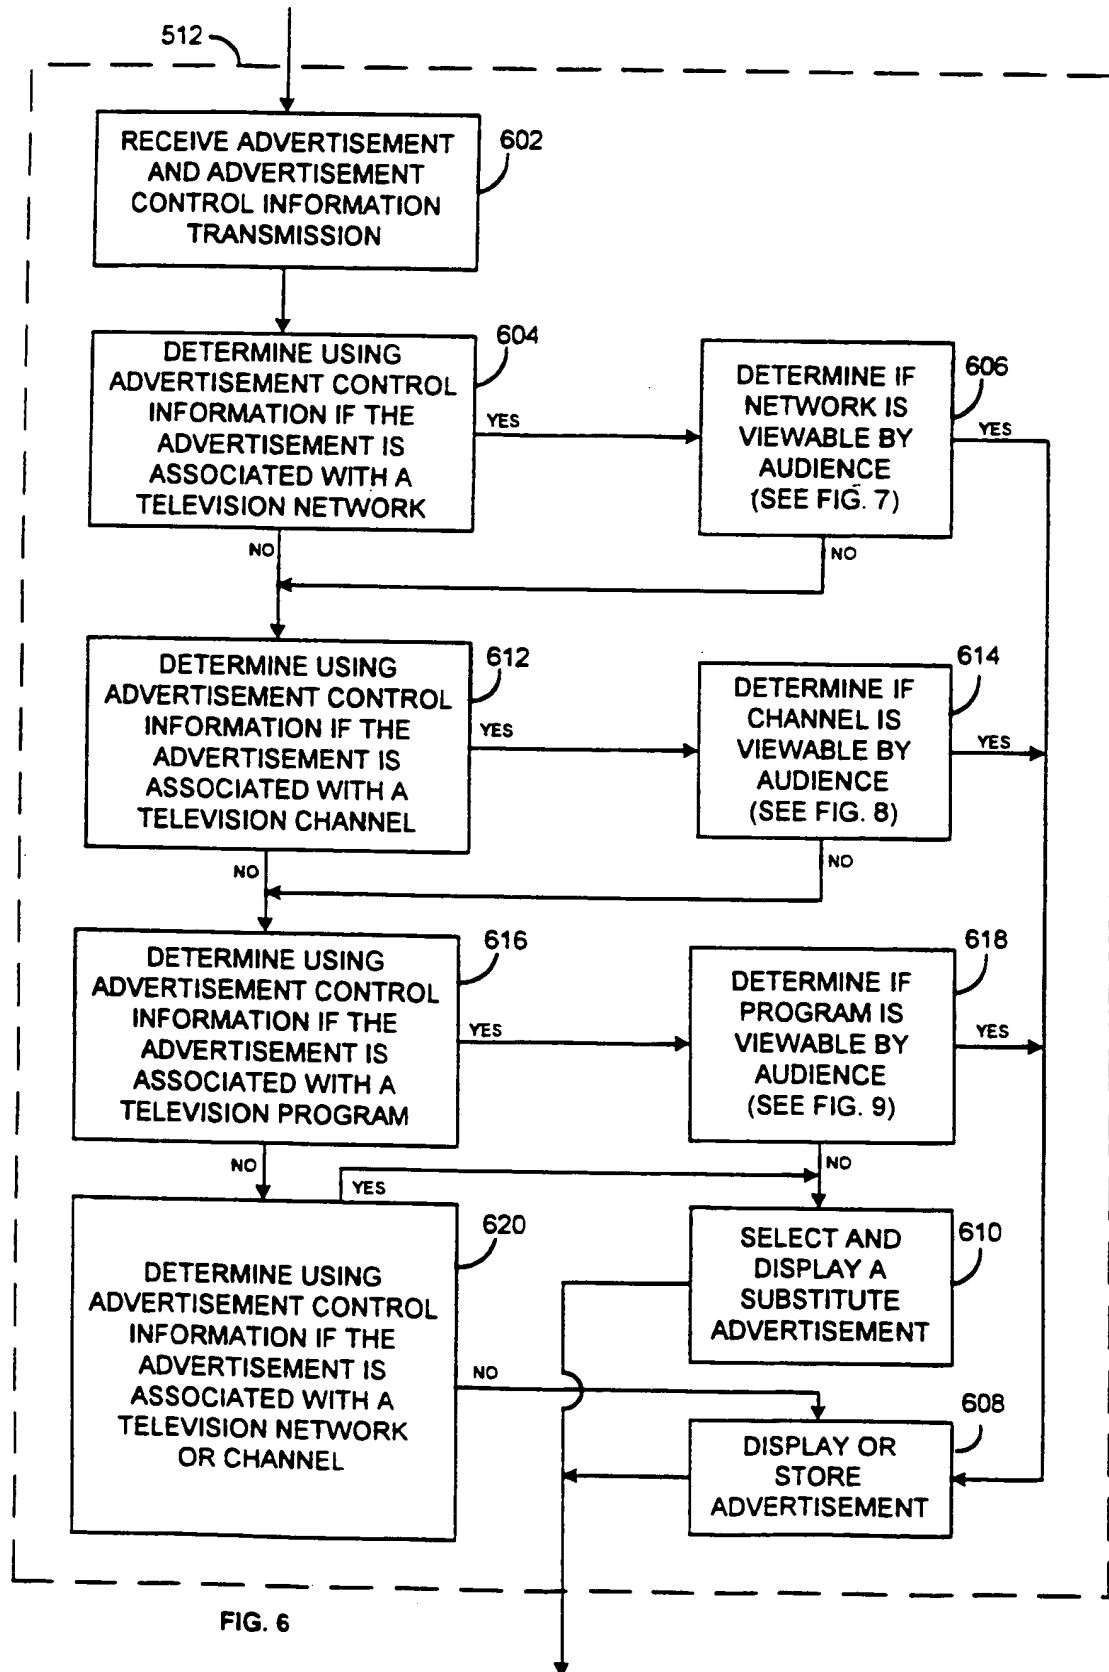 512
RECEIVE ADVERTISEMENT
AND ADVERTISEMENT
CONTROL INFORMATION
TRANSMISSION
602
DETERMINE USING
ADVERTISEMENT CONTROL
INFORMATION IF THE
ADVERTISEMENT IS
ASSOCIATED WITH A
TELEVISION NETWORK
604
YES
NO
DETERMINE IF
NETWORK IS
VIEWABLE BY
AUDIENCE
(SEE FIG. 7)
606
YES
NO
DETERMINE USING
ADVERTISEMENT CONTROL
INFORMATION IF THE
ADVERTISEMENT IS
ASSOCIATED WITH A
TELEVISION CHANNEL
612
YES
NO
DETERMINE IF
CHANNEL IS
VIEWABLE BY
AUDIENCE
(SEE FIG. 8)
614
YES
NO
DETERMINE USING
ADVERTISEMENT CONTROL
INFORMATION IF THE
ADVERTISEMENT IS
ASSOCIATED WITH A
TELEVISION PROGRAM
616
YES
NO
DETERMINE IF
PROGRAM IS
VIEWABLE BY
AUDIENCE
(SEE FIG. 9)
618
YES
NO
DETERMINE USING
ADVERTISEMENT CONTROL
INFORMATION IF THE
ADVERTISEMENT IS
ASSOCIATED WITH A
TELEVISION NETWORK
OR CHANNEL
620
YES
NO
SELECT AND
DISPLAY A
SUBSTITUTE
ADVERTISEMENT
610
DISPLAY OR
STORE
ADVERTISEMENT
608
FIG. 6